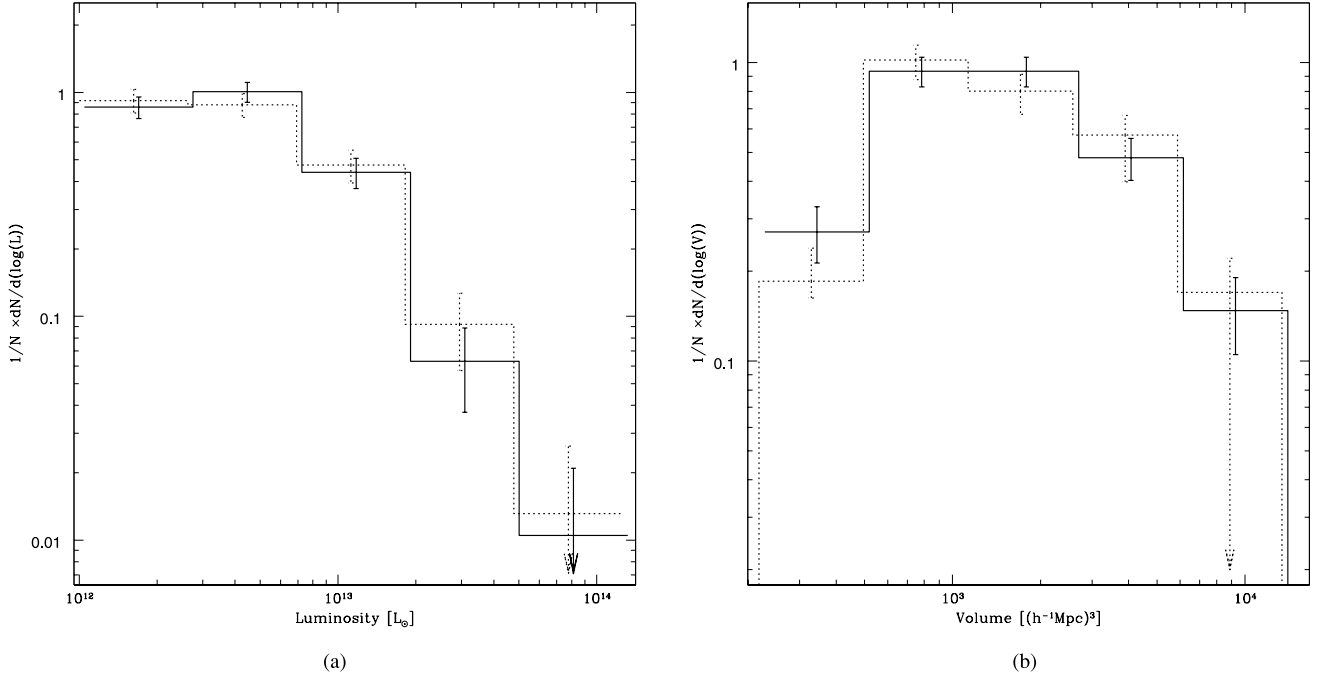 1/N ×dN/d(log(L))
1
0.1
0.01
10¹²
10¹³
10¹⁴
Luminosity [L☉]
(a)
1/N ×dN/d(log(V))
1
0.1
10³
10⁴
Volume [(h⁻¹Mpc)³]
(b)